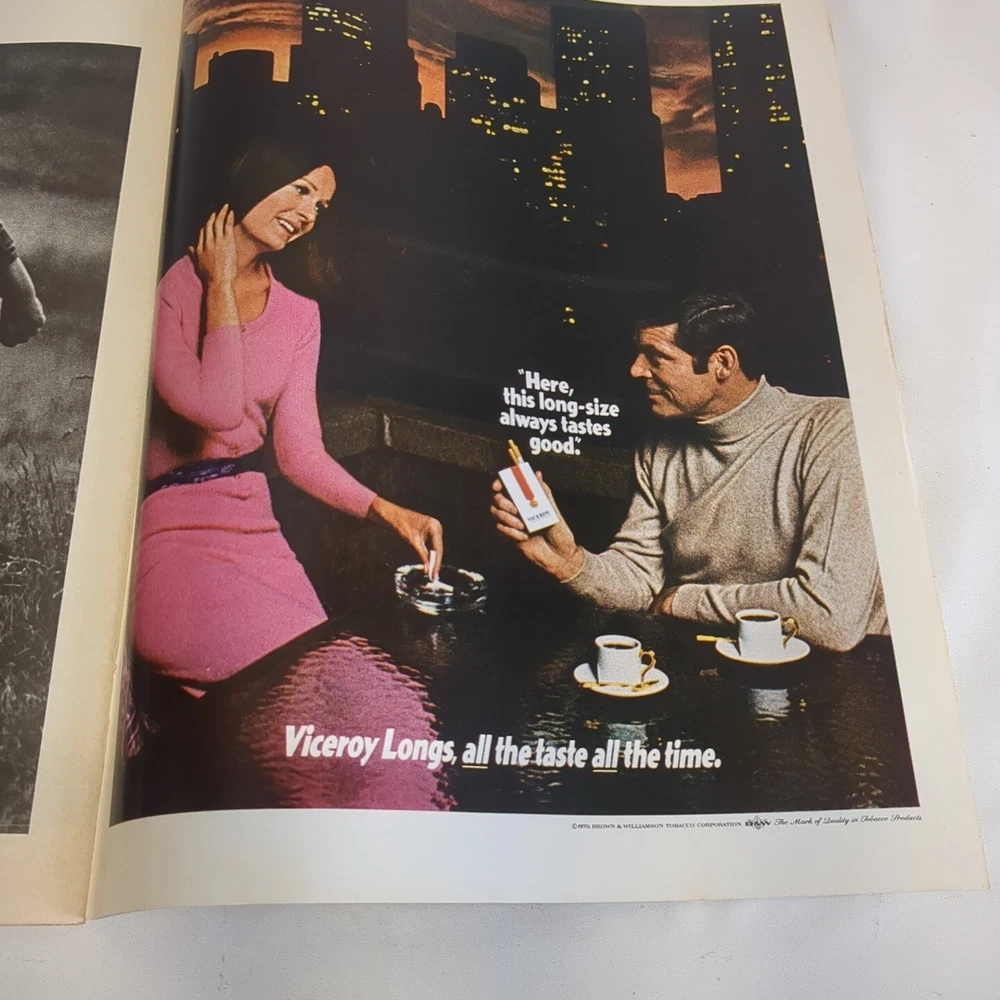 "Here,
this long-size
always tastes
good."
VICEROY
Viceroy Longs, all the taste all the time.
©1970, BROWN & WILLIAMSON TOBACCO CORPORATION B&W The Mark of Quality in Tobacco Products